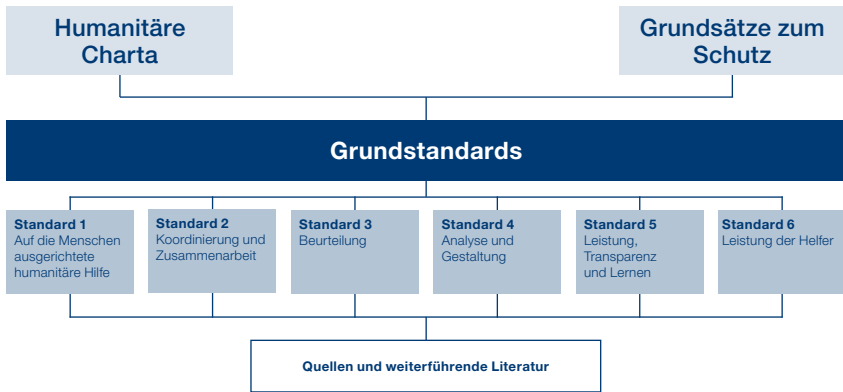 Humanitäre
Charta
Grundsätze zum
Schutz
Grundstandards
Standard 1
Auf die Menschen
ausgerichtete
humanitäre Hilfe
Standard 2
Koordinierung und
Zusammenarbeit
Standard 3
Beurteilung
Standard 4
Analyse und
Gestaltung
Standard 5
Leistung,
Transparenz
und Lernen
Standard 6
Leistung der Helfer
Quellen und weiterführende Literatur